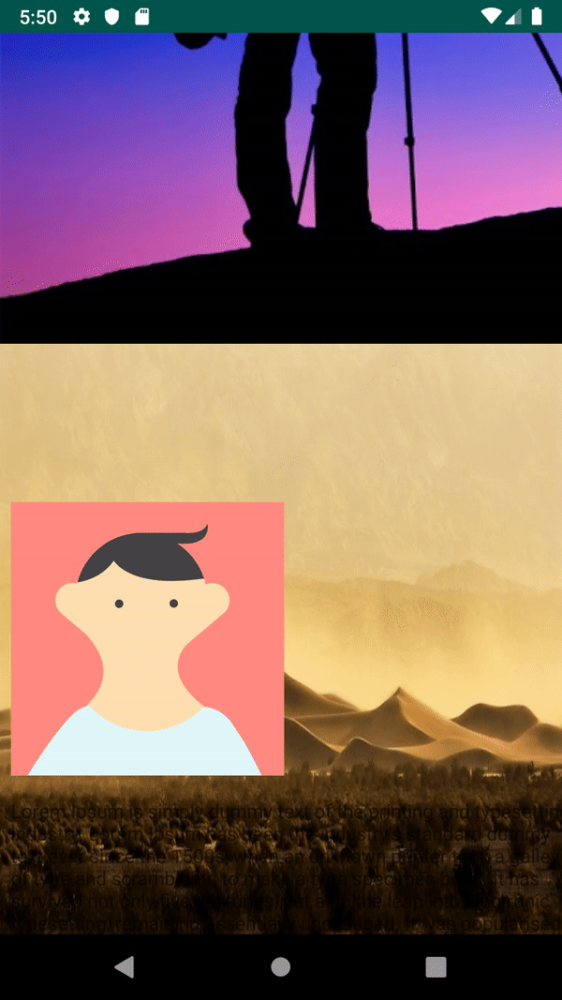 5:50
Lorem Ipsum is simply dummy text of the printing and typesettin
industry. Lorem Ipsum has been the industry's standard dummy
text ever since the 1500s, when an unknown printer took a galley
of type and scrambled it to make a type specimen book. It has
survived not only five centuries, but also the leap into electronic
typesetting, remaining essentially unchanged. It was popularised